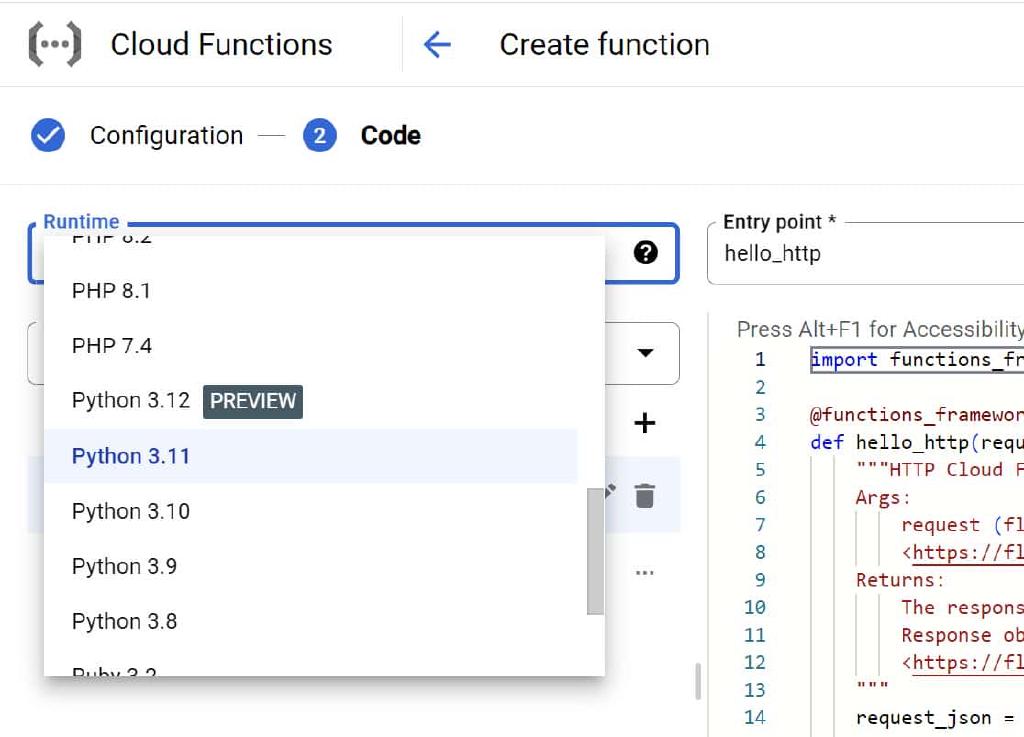 Cloud Functions
Create function
Configuration
2
Code
Runtime
PHP 8.2
PHP 8.1
PHP 7.4
Python 3.12 PREVIEW
Python 3.11
Python 3.10
Python 3.9
Python 3.8
Ruby 3.2
Entry point *
hello_http
Press Alt+F1 for Accessibility
1 import functions_fr
2
3 @functions_framewor
4 def hello_http(requ
5 """HTTP Cloud F
6 Args:
7 request (fl
8 <https://fl
9 Returns:
10 The respons
11 Response ob
12 <https://fl
13 """
14 request_json =